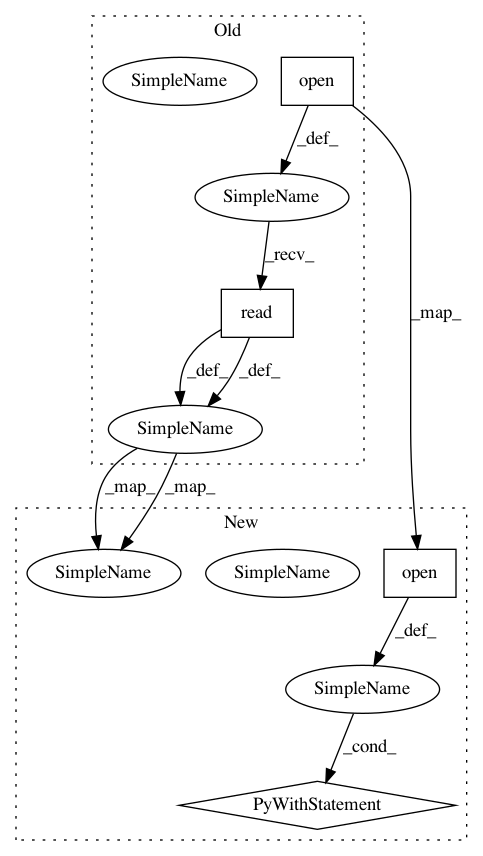 Old
SimpleName
open
_def_
SimpleName
_recv_
_map_
read
_def_
_def_
SimpleName
_map_
_map_
New
SimpleName
SimpleName
open
_def_
SimpleName
_cond_
PyWithStatement